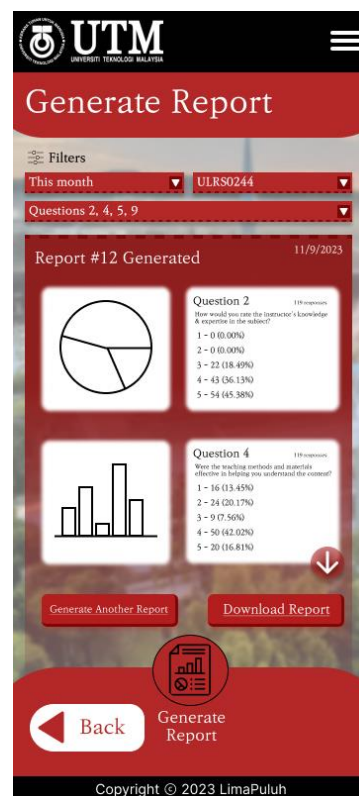 UTM
UNIVERSITI TEKNOLOGI MALAYSIA
Generate Report
Filters
This month
ULRS0244
Questions 2, 4, 5, 9
Report #12 Generated
11/9/2023
Question 2
119 responses
How would you rate the instructor's knowledge
& expertise in the subject?
1 - 0 (0.00%)
2 - 0 (0.00%)
3 - 22 (18.49%)
4 - 43 (36.13%)
5 - 54 (45.38%)
Question 4
119 responses
Were the teaching methods and materials
effective in helping you understand the content?
1 - 16 (13.45%)
2 - 24 (20.17%)
3 - 9 (7.56%)
4 - 50 (42.02%)
5 - 20 (16.81%)
Generate Another Report
Download Report
Back
Generate
Report
Copyright © 2023 LimaPuluh